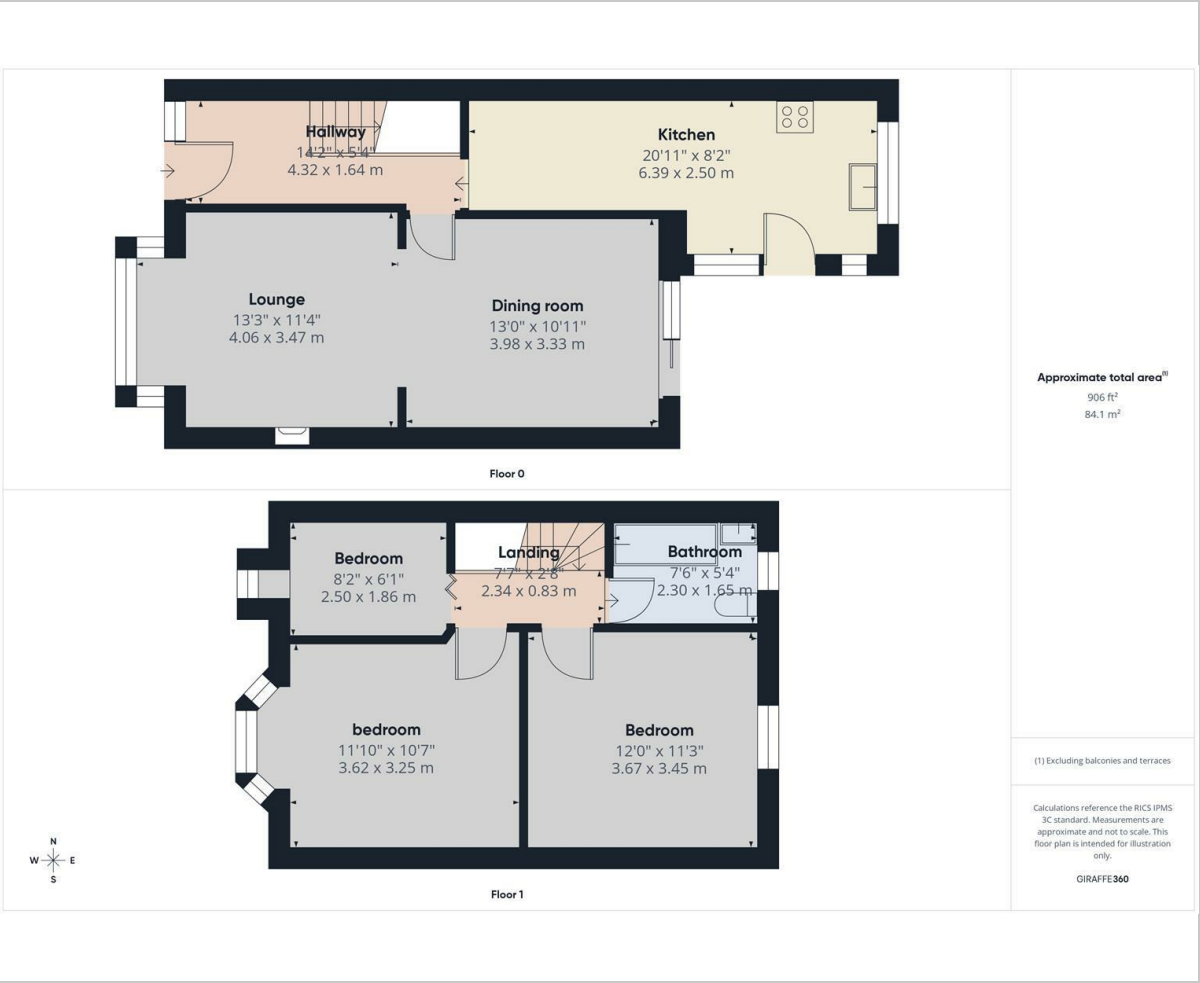 Hallway
14'2" x 5'4"
4.32 x 1.64 m
Kitchen
20'11" x 8'2"
6.39 x 2.50 m
Lounge
13'3" x 11'4"
4.06 x 3.47 m
Dining room
13'0" x 10'11"
3.98 x 3.33 m
Floor 0
Bedroom
8'2" x 6'1"
2.50 x 1.86 m
Landing
7'7" x 2'8"
2.34 x 0.83 m
Bathroom
7'6" x 5'4"
2.30 x 1.65 m
bedroom
11'10" x 10'7"
3.62 x 3.25 m
Bedroom
12'0" x 11'3"
3.67 x 3.45 m
N
W E
S
Floor 1
Approximate total area(1)
906 ft²
84.1 m²
(1) Excluding balconies and terraces
Calculations reference the RICS IPMS
3C standard. Measurements are
approximate and not to scale. This
floor plan is intended for illustration
only.
GIRAFFE360